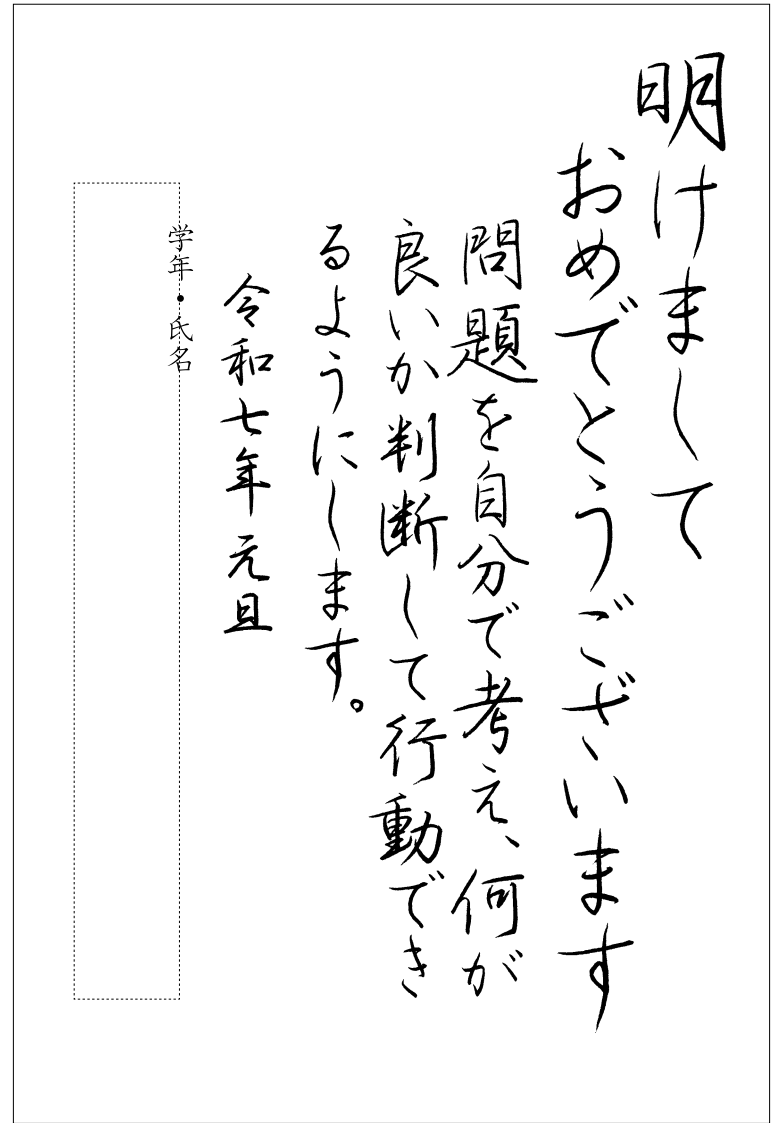 明けまして
おめでとうございます
問題を自分で考え、何が
良いか判断して行動でき
るようにします。
令和七年元旦
学年・氏名